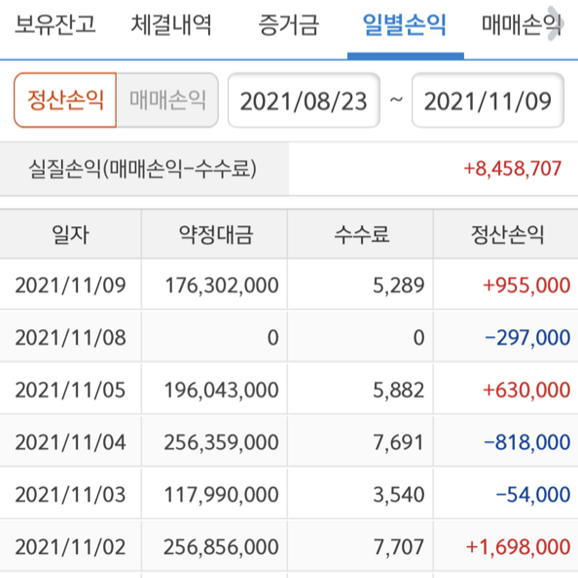 보유잔고 체결내역 증거금 일별손익 매매손익
정산손익 매매손익 2021/08/23 ~ 2021/11/09
실질손익(매매손익-수수료) +8,458,707
일자 약정대금 수수료 정산손익
2021/11/09 176,302,000 5,289 +955,000
2021/11/08 0 0 -297,000
2021/11/05 196,043,000 5,882 +630,000
2021/11/04 256,359,000 7,691 -818,000
2021/11/03 117,990,000 3,540 -54,000
2021/11/02 256,856,000 7,707 +1,698,000